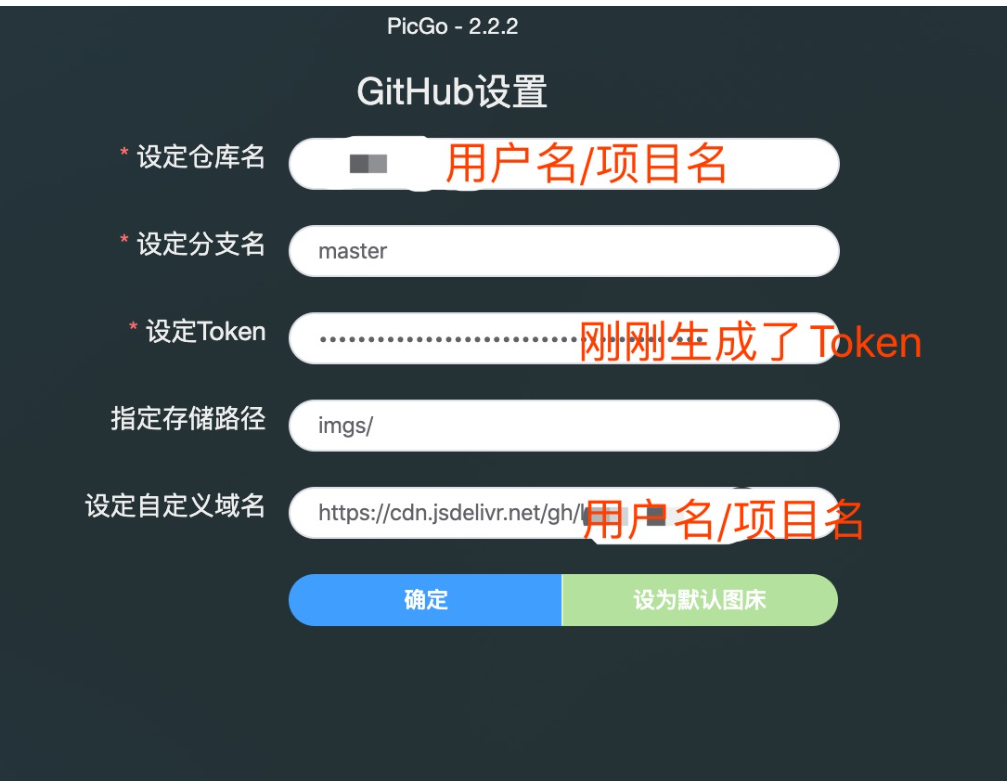 PicGo - 2.2.2
GitHub设置
* 设定仓库名 用户名/项目名
* 设定分支名 master
* 设定Token 刚刚生成了Token
指定存储路径 imgs/
设定自定义域名 https://cdn.jsdelivr.net/gh/ 用户名/项目名
确定 设为默认图床